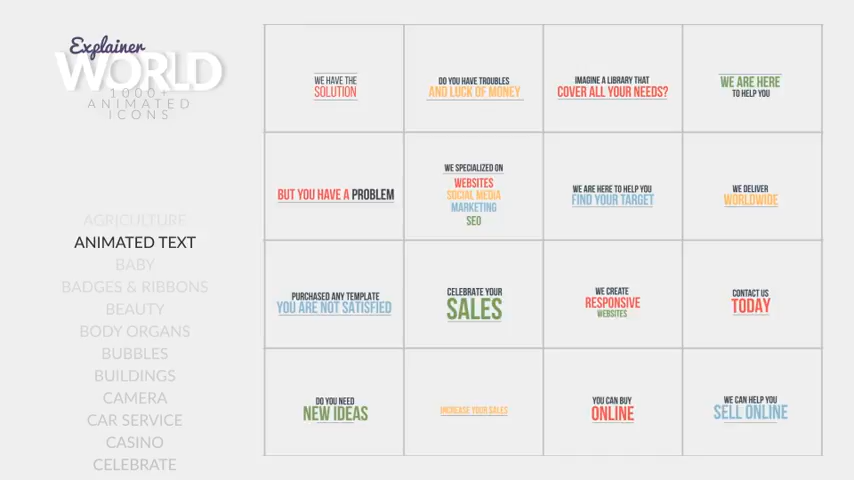 Explainer
WORLD
1000+
ANIMATED
ICONS
AGRICULTURE
ANIMATED TEXT
BABY
BADGES & RIBBONS
BEAUTY
BODY ORGANS
BUBBLES
BUILDINGS
CAMERA
CAR SERVICE
CASINO
CELEBRATE
WE HAVE THE
SOLUTION
DO YOU HAVE TROUBLES
AND LUCK OF MONEY
IMAGINE A LIBRARY THAT
COVER ALL YOUR NEEDS?
WE ARE HERE
TO HELP YOU
BUT YOU HAVE A PROBLEM
WE SPECIALIZED ON
WEBSITES
SOCIAL MEDIA
MARKETING
SEO
WE ARE HERE TO HELP YOU
FIND YOUR TARGET
WE DELIVER
WORLDWIDE
PURCHASED ANY TEMPLATE
YOU ARE NOT SATISFIED
CELEBRATE YOUR
SALES
WE CREATE
RESPONSIVE
WEBSITES
CONTACT US
TODAY
DO YOU NEED
NEW IDEAS
INCREASE YOUR SALES
YOU CAN BUY
ONLINE
WE CAN HELP YOU
SELL ONLINE